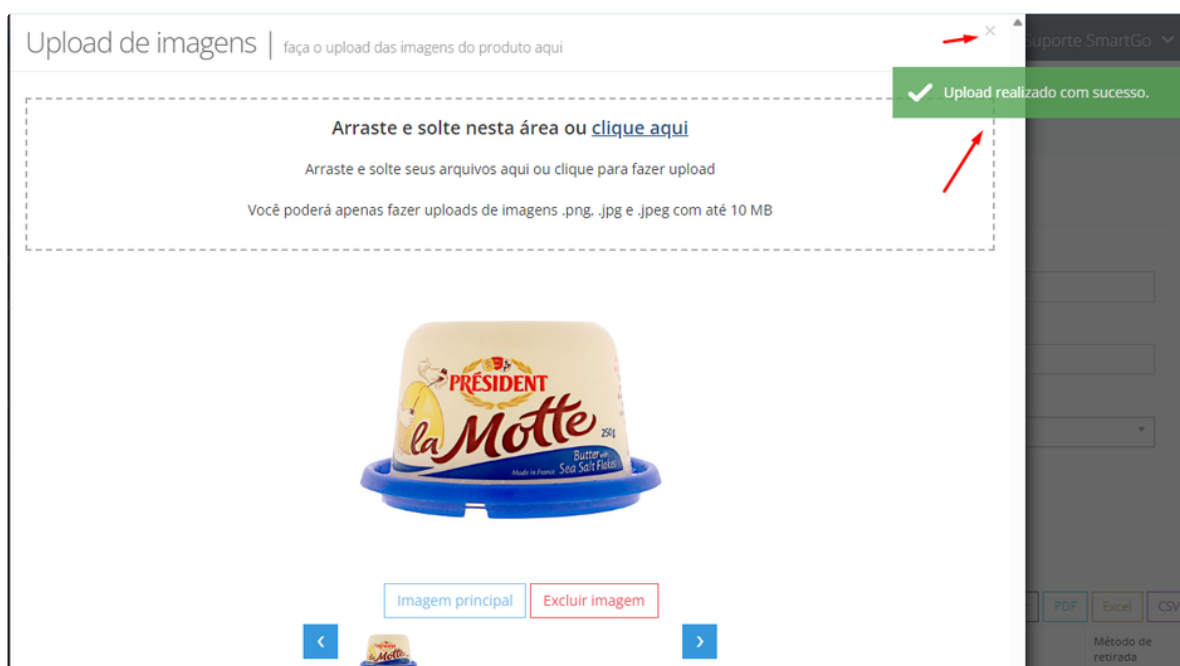 Upload de imagens | faça o upload das imagens do produto aqui
×
Suporte SmartGo
Upload realizado com sucesso.
Arraste e solte nesta área ou clique aqui
Arraste e solte seus arquivos aqui ou clique para fazer upload
Você poderá apenas fazer uploads de imagens .png, .jpg e .jpeg com até 10 MB
PRÉSIDENT
la Motte
250g
Butter with
Made in France Sea Salt Flakes
Imagem principal
Excluir imagem
PDF
Excel
CSV
la Motte
Método de
retirada